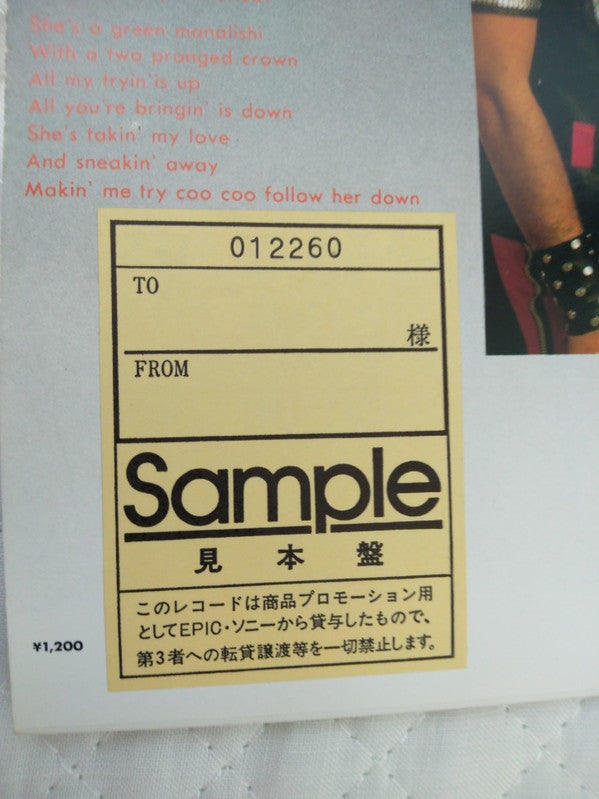 She's a green manalishi
With a two pronged crown
All my tryin'is up
All you're bringin' is down
She's takin' my love
And sneakin' away
Makin' me try coo coo follow her down
012260
TO
様
FROM
Sample
見本盤
このレコードは商品プロモーション用
としてEPIC・ソニーから貸与したもので、
第3者への転貸譲渡等を一切禁止します。
¥1,200